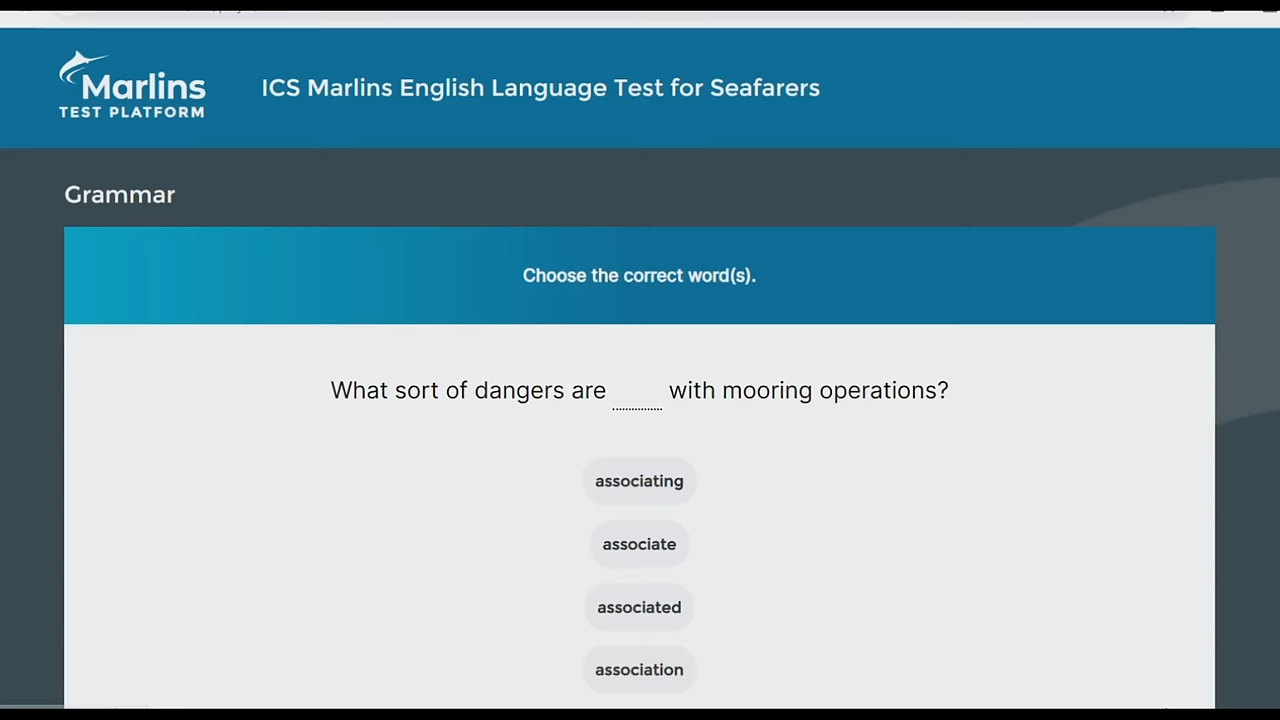 Marlins
TEST PLATFORM
ICS Marlins English Language Test for Seafarers
Grammar
Choose the correct word(s).
What sort of dangers are ........ with mooring operations?
associating
associate
associated
association